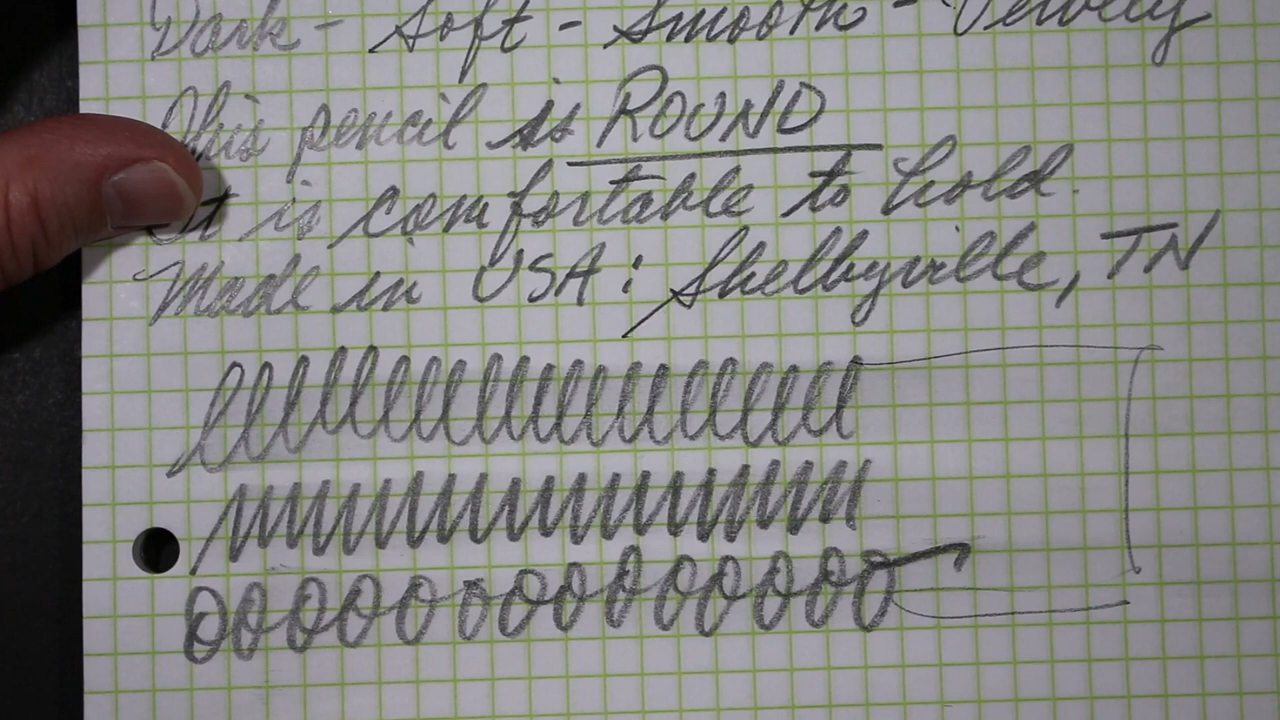 Dark - Soft - Smooth - Velvety
This pencil is ROUND
It is comfortable to hold.
Made in USA: Shelbyville, TN